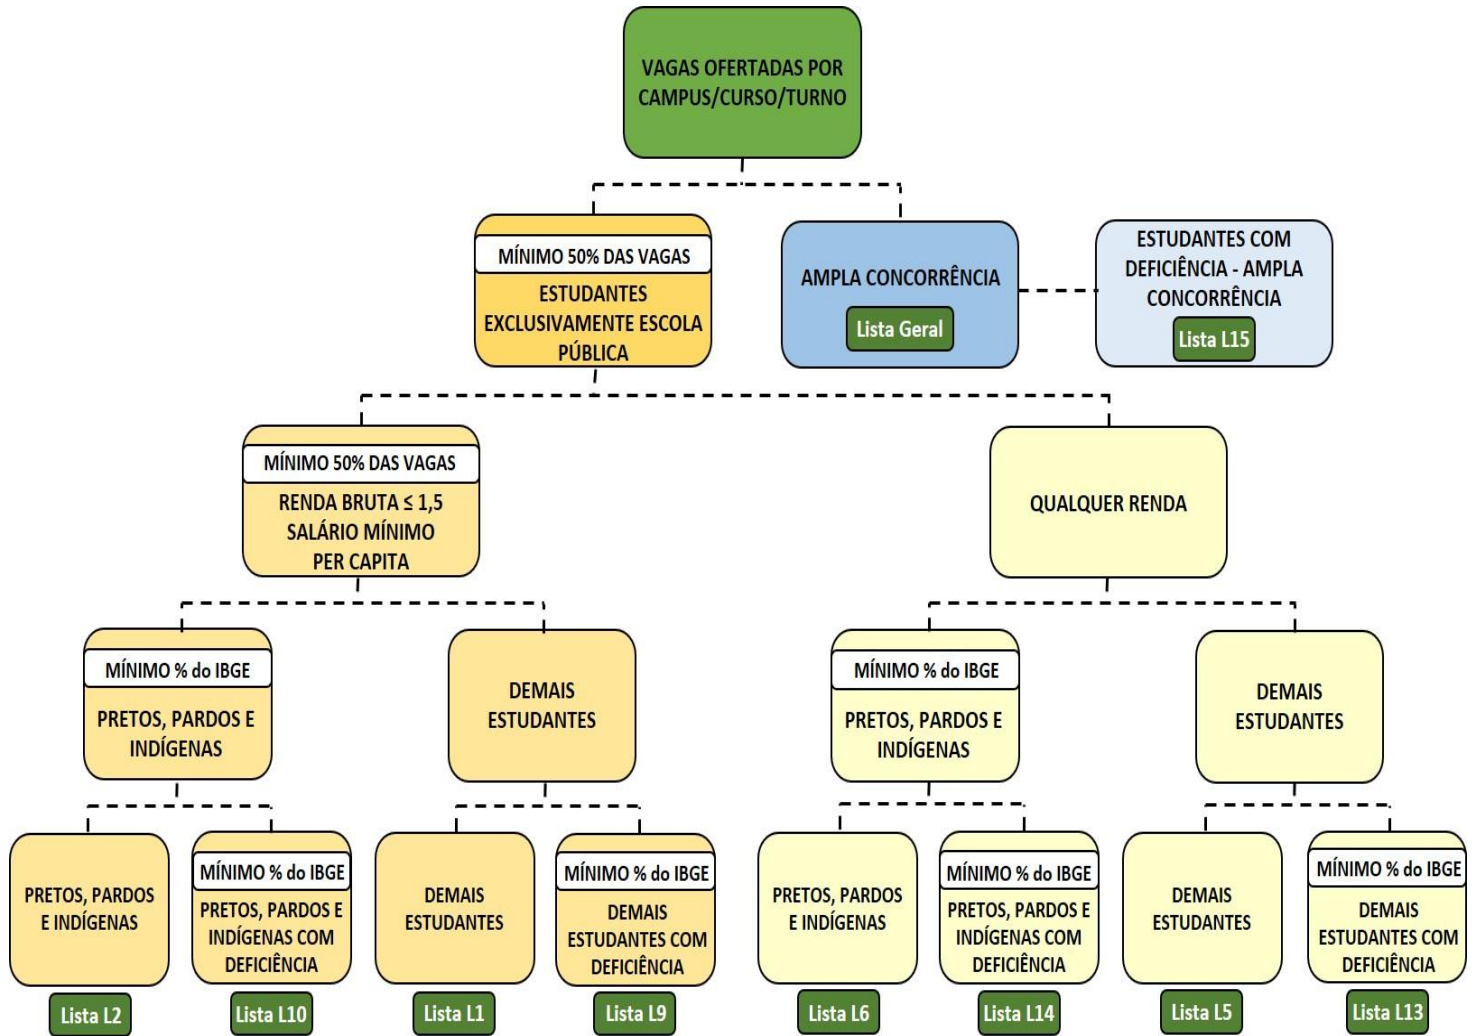 VAGAS OFERTADAS POR
CAMPUS/CURSO/TURNO
MÍNIMO 50% DAS VAGAS
ESTUDANTES
EXCLUSIVAMENTE ESCOLA
PÚBLICA
AMPLA CONCORRÊNCIA
Lista Geral
ESTUDANTES COM
DEFICIÊNCIA - AMPLA
CONCORRÊNCIA
Lista L15
MÍNIMO 50% DAS VAGAS
RENDA BRUTA ≤ 1,5
SALÁRIO MÍNIMO
PER CAPITA
QUALQUER RENDA
MÍNIMO % do IBGE
PRETOS, PARDOS E
INDÍGENAS
DEMAIS
ESTUDANTES
MÍNIMO % do IBGE
PRETOS, PARDOS E
INDÍGENAS
DEMAIS
ESTUDANTES
PRETOS, PARDOS
E INDÍGENAS
Lista L2
MÍNIMO % do IBGE
PRETOS, PARDOS E
INDÍGENAS COM
DEFICIÊNCIA
Lista L10
DEMAIS
ESTUDANTES
Lista L1
MÍNIMO % do IBGE
DEMAIS
ESTUDANTES COM
DEFICIÊNCIA
Lista L9
PRETOS, PARDOS
E INDÍGENAS
Lista L6
MÍNIMO % do IBGE
PRETOS, PARDOS E
INDÍGENAS COM
DEFICIÊNCIA
Lista L14
DEMAIS
ESTUDANTES
Lista L5
MÍNIMO % do IBGE
DEMAIS
ESTUDANTES COM
DEFICIÊNCIA
Lista L13